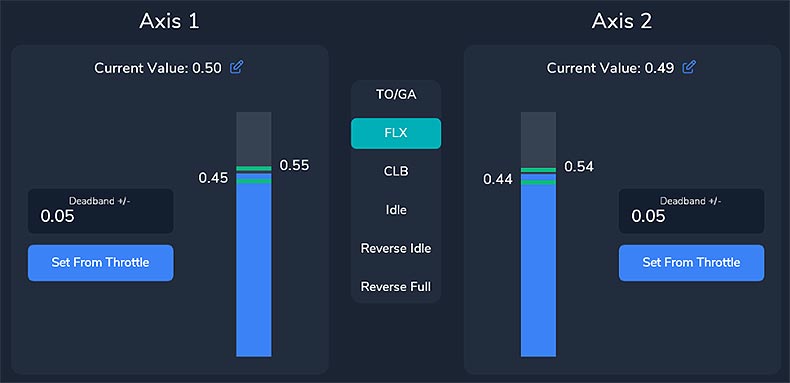 Axis 1
Current Value: 0.50
0.55
0.45
Deadband +/-
0.05
Set From Throttle
TO/GA
FLX
CLB
Idle
Reverse Idle
Reverse Full
Axis 2
Current Value: 0.49
0.54
0.44
Deadband +/-
0.05
Set From Throttle